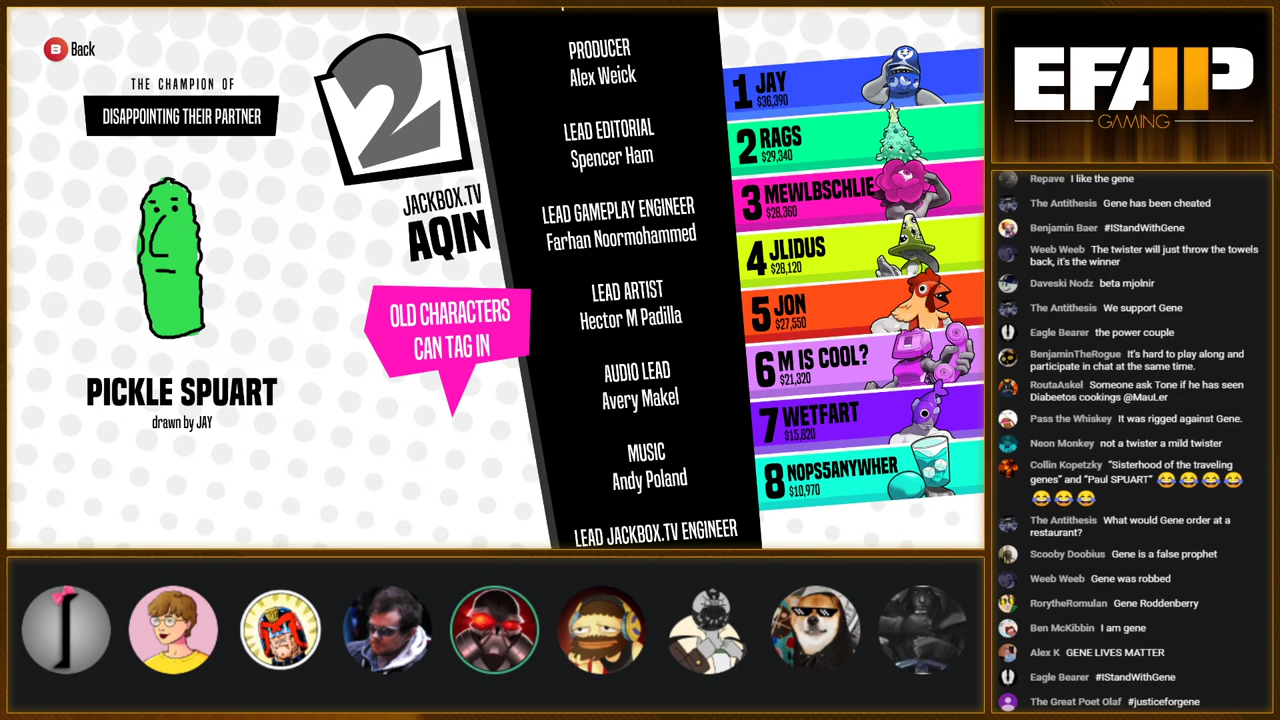 B Back
THE CHAMPION OF
DISAPPOINTING THEIR PARTNER
PICKLE SPUART
drawn by JAY
2
JACKBOX.TV
AQIN
OLD CHARACTERS
CAN TAG IN
PRODUCER
Alex Weick
LEAD EDITORIAL
Spencer Ham
LEAD GAMEPLAY ENGINEER
Farhan Noormohammed
LEAD ARTIST
Hector M Padilla
AUDIO LEAD
Avery Makel
MUSIC
Andy Poland
LEAD JACKBOX.TV ENGINEER
1 JAY
$36,390
2 RAGS
$29,340
3 MEWLBSCHLIE
$28,360
4 JLIDUS
$28,120
5 JON
$27,550
6 M IS COOL?
$21,320
7 WETFART
$15,820
8 NOPS5ANYWHER
$10,970
EFAP
GAMING
Repave I like the gene
The Antithesis Gene has been cheated
Benjamin Baer #IStandWithGene
Weeb Weeb The twister will just throw the towels
back, it's the winner
Daveski Nodz beta mjolnir
The Antithesis We support Gene
Eagle Bearer the power couple
BenjaminTheRogue It's hard to play along and
participate in chat at the same time.
RoutaAskel Someone ask Tone if he has seen
Diabeetos cookings @MauLer
Pass the Whiskey It was rigged against Gene.
Neon Monkey not a twister a mild twister
Collin Kopetzky "Sisterhood of the traveling
genes" and "Paul SPUART" 😂😂😂😂
😂😂😂
The Antithesis What would Gene order at a
restaurant?
Scooby Doobius Gene is a false prophet
Weeb Weeb Gene was robbed
RorytheRomulan Gene Roddenberry
Ben McKibbin I am gene
Alex K GENE LIVES MATTER
Eagle Bearer #IStandWithGene
The Great Poet Olaf #justiceforgene